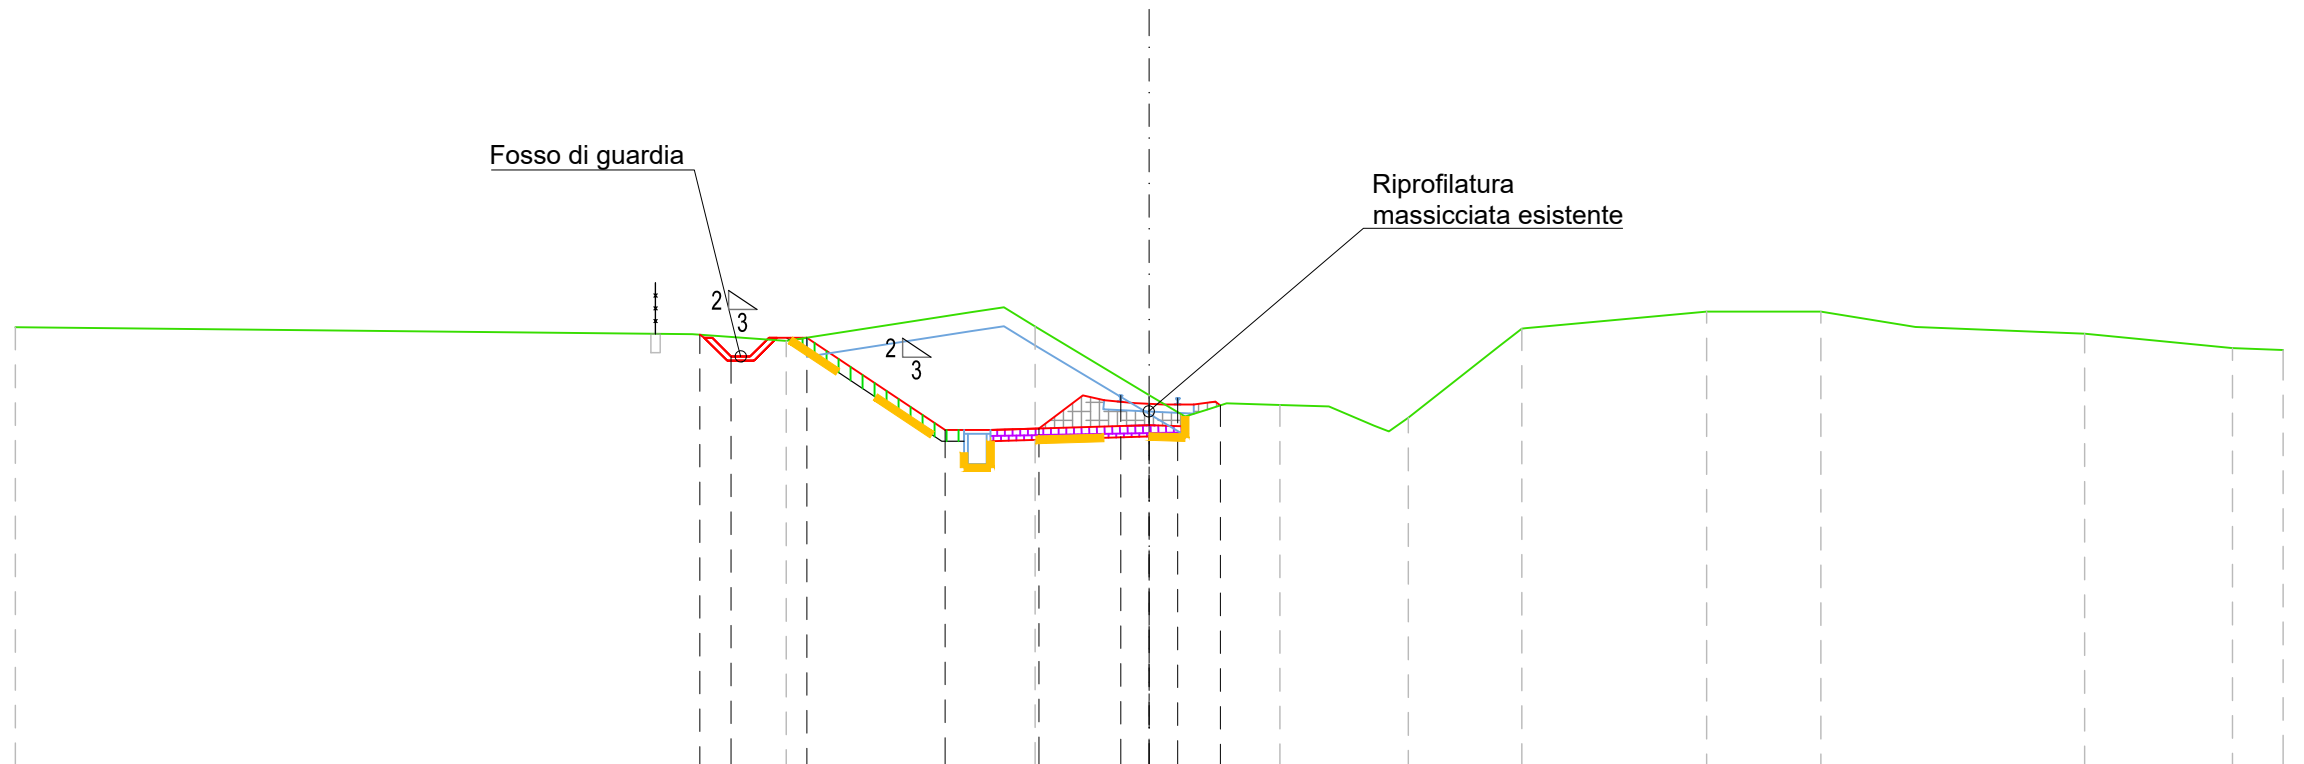 Fosso di guardia
Riprofilatura
massicciata esistente
2
3
2
3